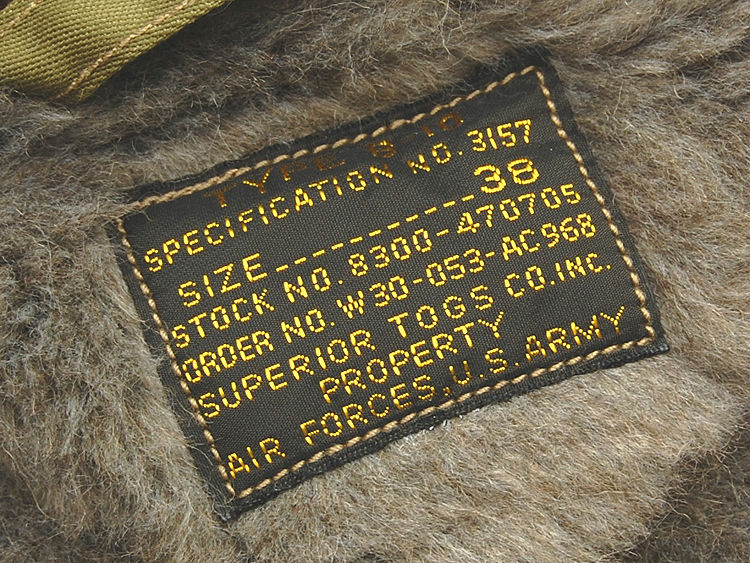 TYPE B-10
SPECIFICATION NO. 3157
SIZE------------38
STOCK NO. 8300-470705
ORDER NO. W30-053-AC968
SUPERIOR TOGS CO. INC.
PROPERTY
AIR FORCES, U.S. ARMY